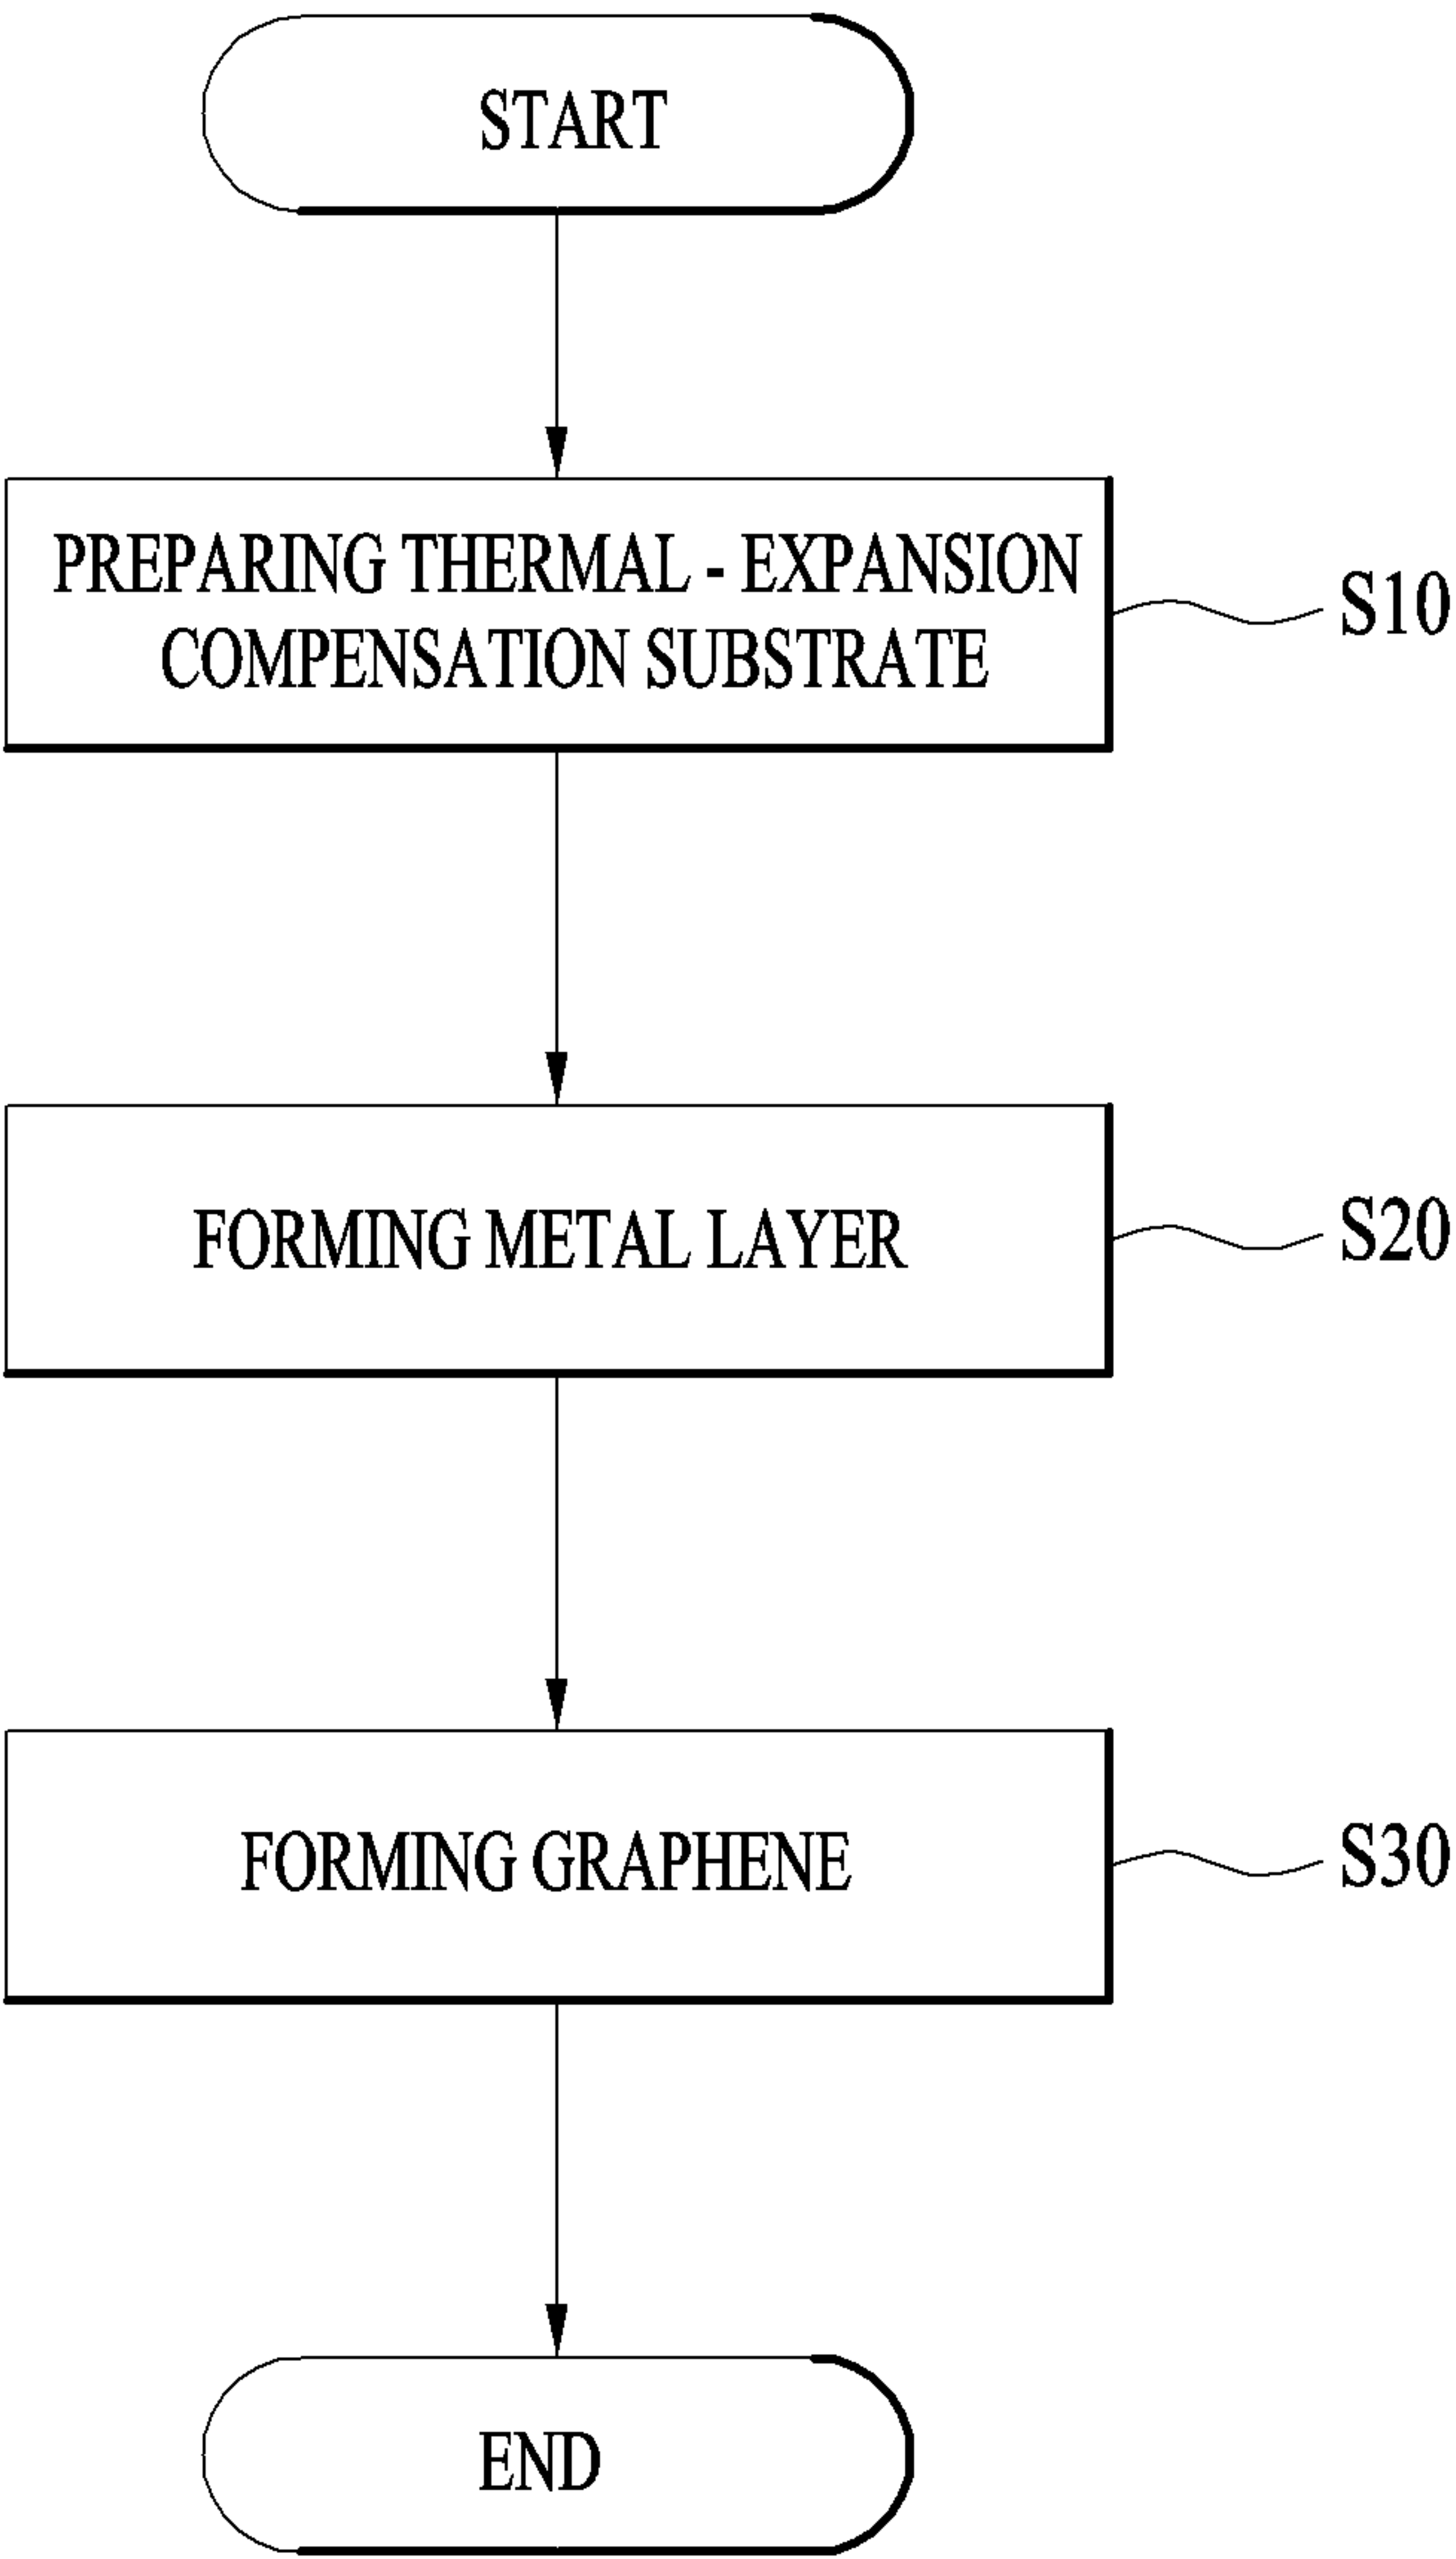 START
PREPARING THERMAL - EXPANSION
COMPENSATION SUBSTRATE
S10
FORMING METAL LAYER
S20
FORMING GRAPHENE
S30
END